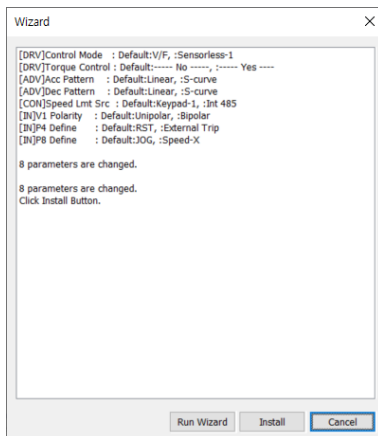 Wizard
[DRV]Control Mode : Default:V/F, :Sensorless-1
[DRV]Torque Control : Default:----- No -----, :----- Yes ----
[ADV]Acc Pattern : Default:Linear, :S-curve
[ADV]Dec Pattern : Default:Linear, :S-curve
[CON]Speed Lmt Src : Default:Keypad-1, :Int 485
[IN]V1 Polarity : Default:Unipolar, :Bipolar
[IN]P4 Define : Default:RST, :External Trip
[IN]P8 Define : Default:JOG, :Speed-X
8 parameters are changed.
8 parameters are changed.
Click Install Button.
Run Wizard Install Cancel